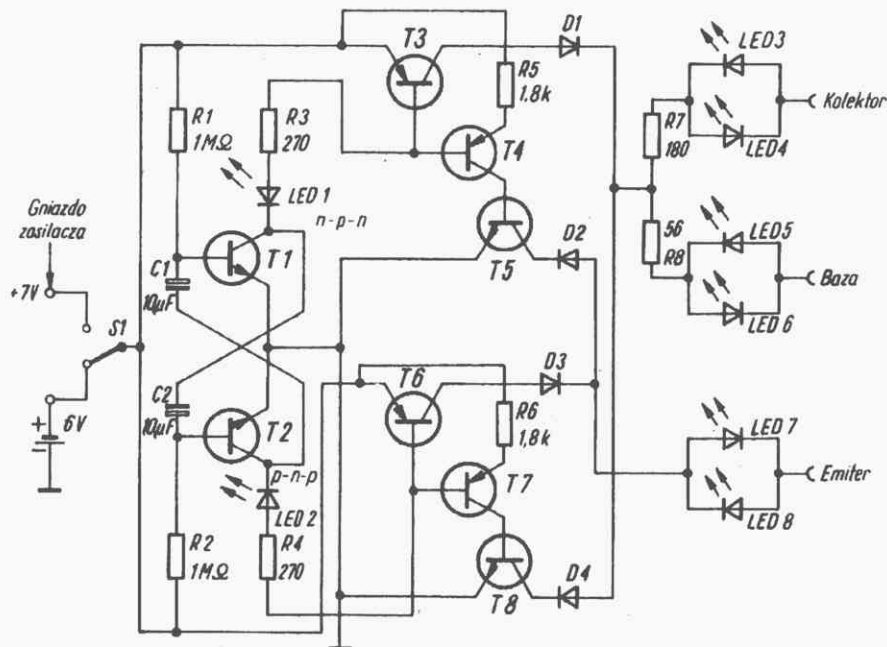 Gniazdo
zasilacza
+7V
S1
+
−
6V
R1
1MΩ
C1
10µF
C2
10µF
R2
1MΩ
R3
270
LED 1
n-p-n
T1
T2
p-n-p
LED 2
R4
270
T3
R5
1,8k
T4
T5
D1
D2
T6
D3
R6
1,8k
T7
T8
D4
R7
180
56
R8
LED3
LED4
Kolektor
LED5
LED 6
Baza
LED 7
LED 8
Emiter